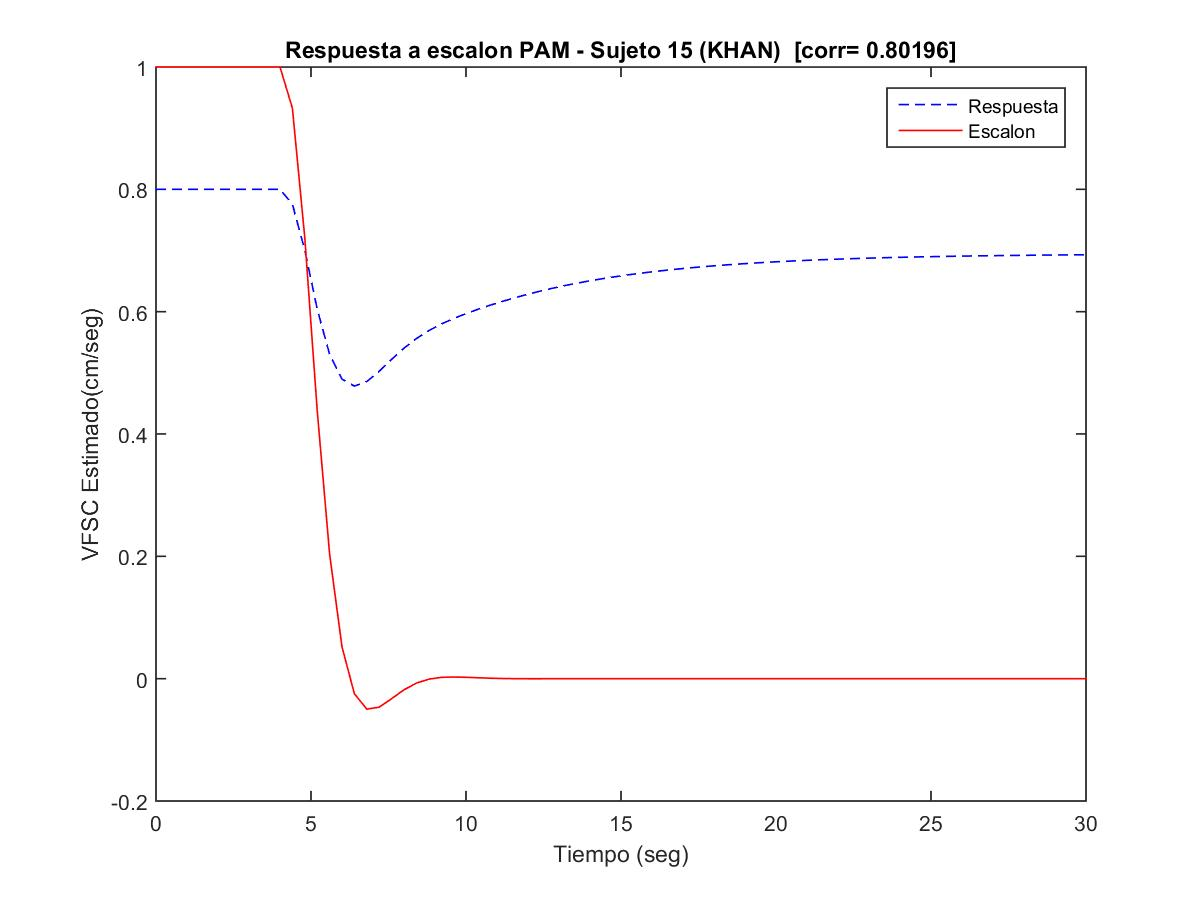 Respuesta a escalon PAM - Sujeto 15 (KHAN)  [corr= 0.80196]
Respuesta
Escalon
VFSC Estimado(cm/seg)
1
0.8
0.6
0.4
0.2
0
-0.2
0 5 10 15 20 25 30
Tiempo (seg)